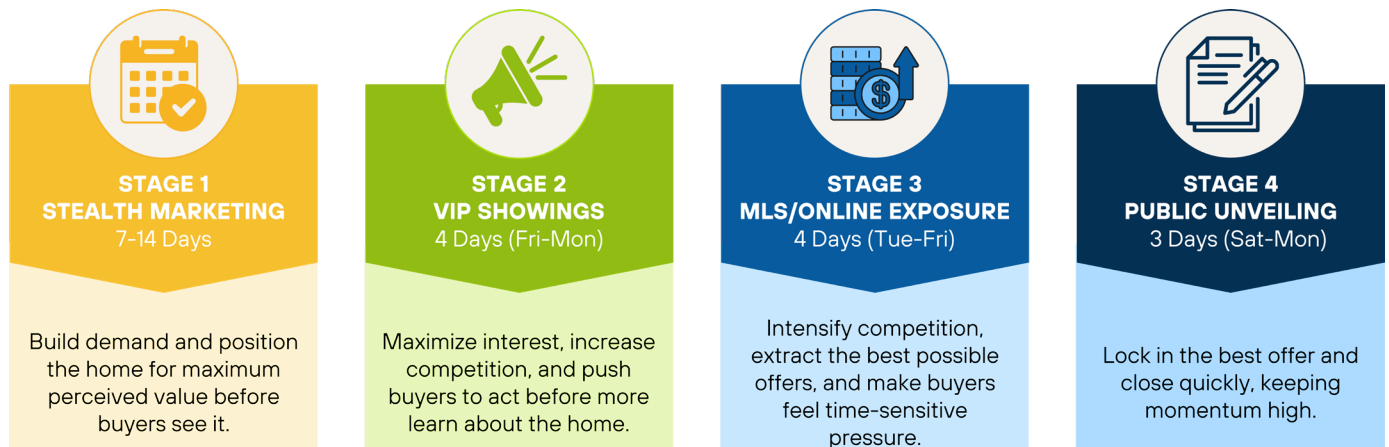 STAGE 1
STEALTH MARKETING
7-14 Days
Build demand and position
the home for maximum
perceived value before
buyers see it.
STAGE 2
VIP SHOWINGS
4 Days (Fri-Mon)
Maximize interest, increase
competition, and push
buyers to act before more
learn about the home.
STAGE 3
MLS/ONLINE EXPOSURE
4 Days (Tue-Fri)
Intensify competition,
extract the best possible
offers, and make buyers
feel time-sensitive
pressure.
STAGE 4
PUBLIC UNVEILING
3 Days (Sat-Mon)
Lock in the best offer and
close quickly, keeping
momentum high.